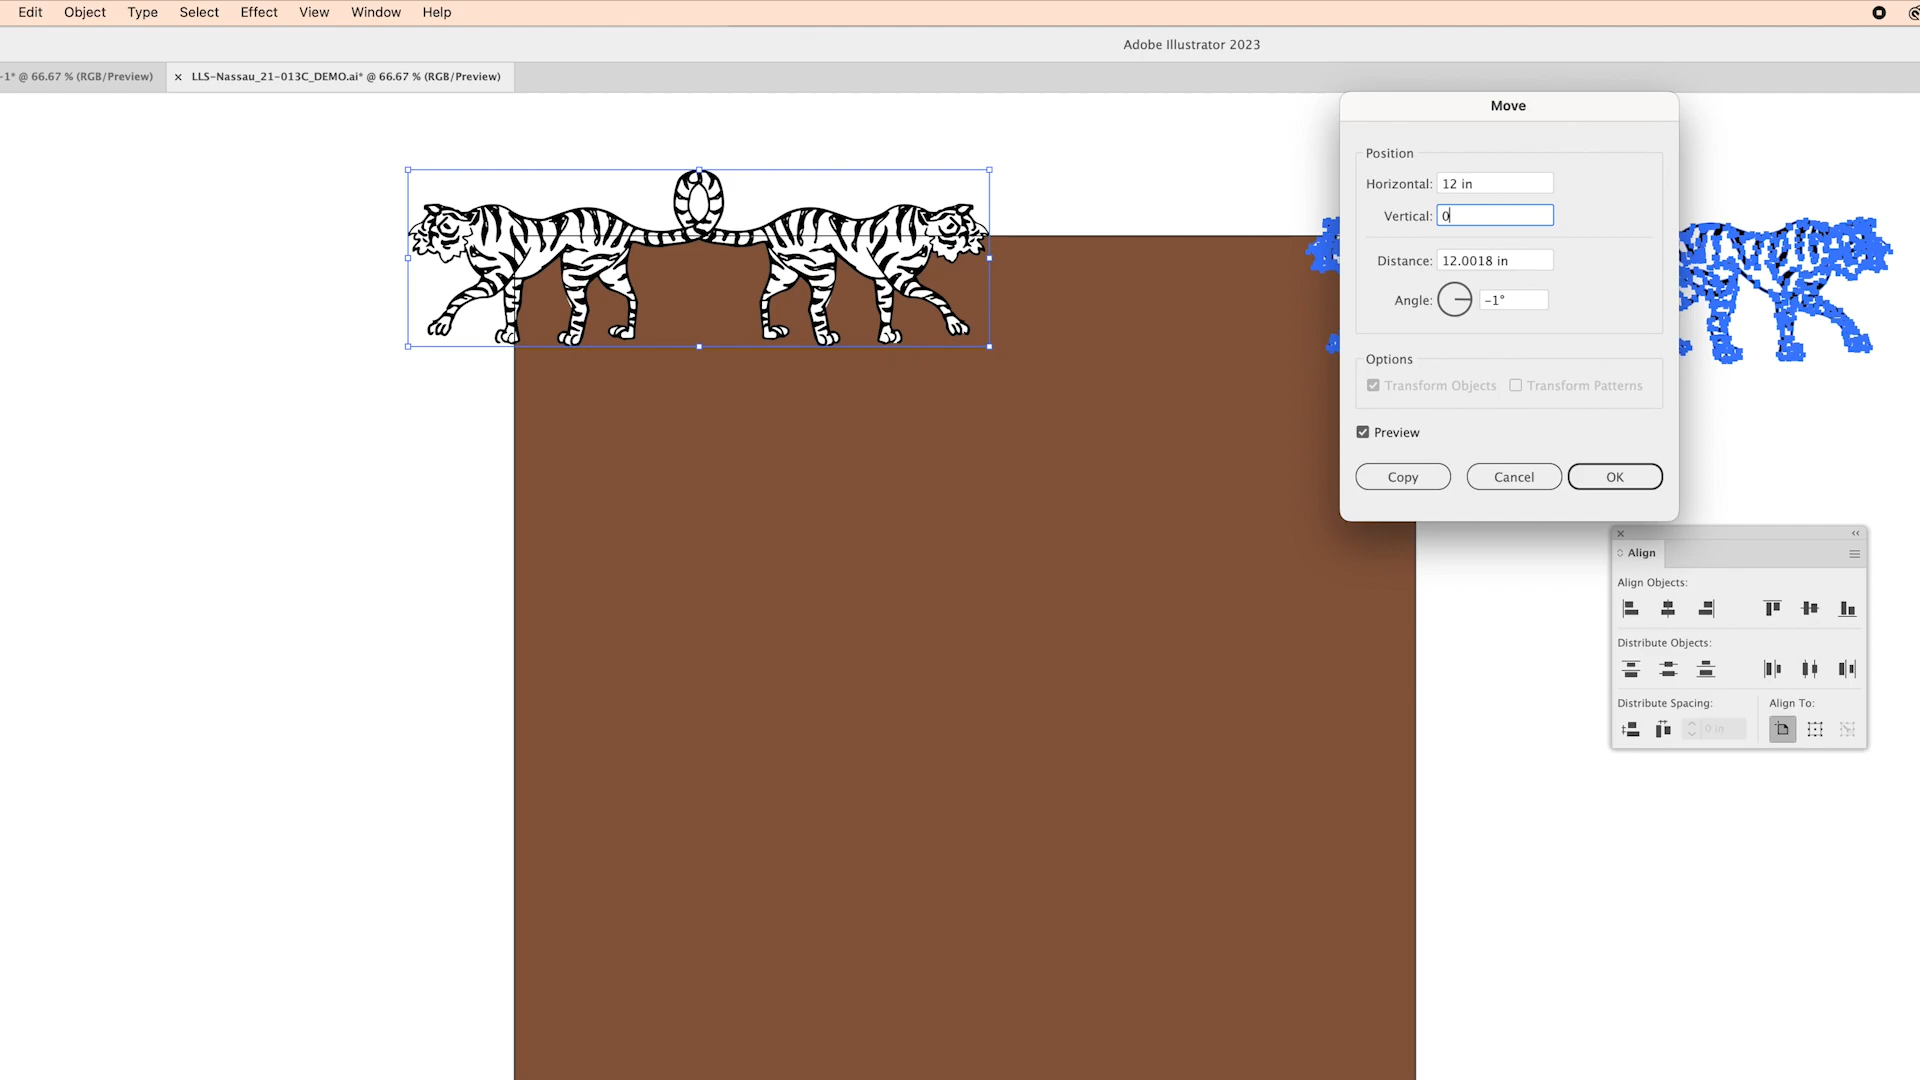 Edit Object Type Select Effect View Window Help
Adobe Illustrator 2023
-1* @ 66.67 % (RGB/Preview) × LLS-Nassau_21-013C_DEMO.ai* @ 66.67 % (RGB/Preview)
Move
Position
Horizontal: 12 in
Vertical: 0
Distance: 12.0018 in
Angle: -1°
Options
Transform Objects Transform Patterns
Preview
Copy Cancel OK
Align
Align Objects:
Distribute Objects:
Distribute Spacing: Align To:
0 in